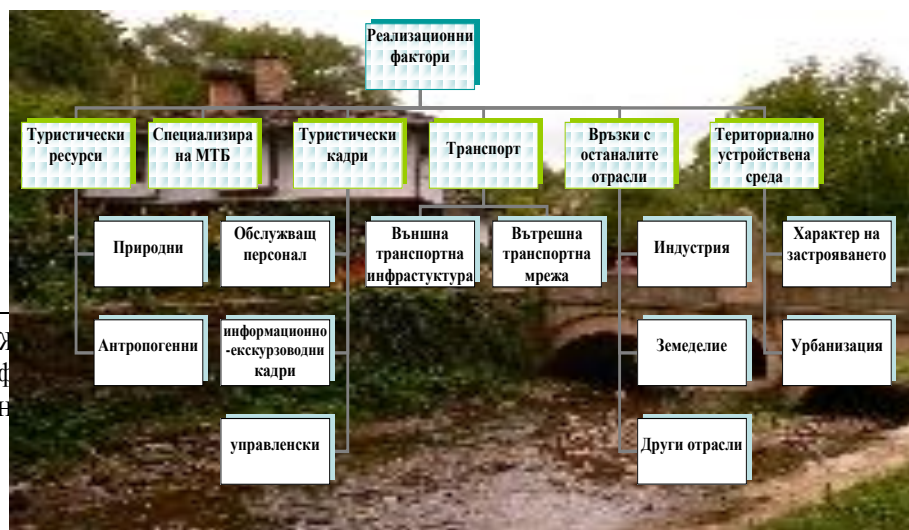 Реализационни
фактори
Туристически
ресурси
Специализира
на МТБ
Туристически
кадри
Транспорт
Връзки с
останалите
отрасли
Териториално
устройствена
среда
Природни
Обслужващ
персонал
Външна
транспортна
инфрастуктура
Вътрешна
транспортна
мрежа
Индустрия
Характер на
застрояването
Антропогенни
информационно
-екскурзоводни
кадри
Земеделие
Урбанизация
управленски
Други отрасли